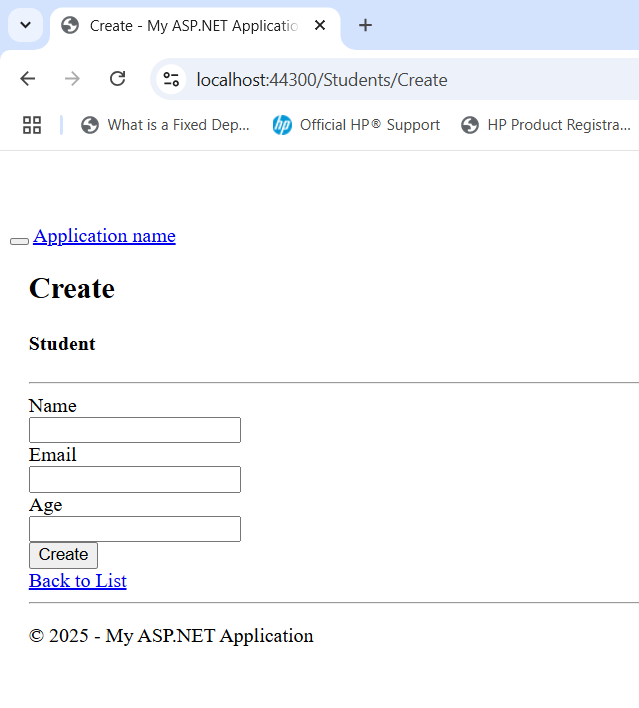 Create - My ASP.NET Applicatio
localhost:44300/Students/Create
What is a Fixed Dep... Official HP® Support HP Product Registra...
Application name
Create
Student
Name
Email
Age
Create
Back to List
© 2025 - My ASP.NET Application